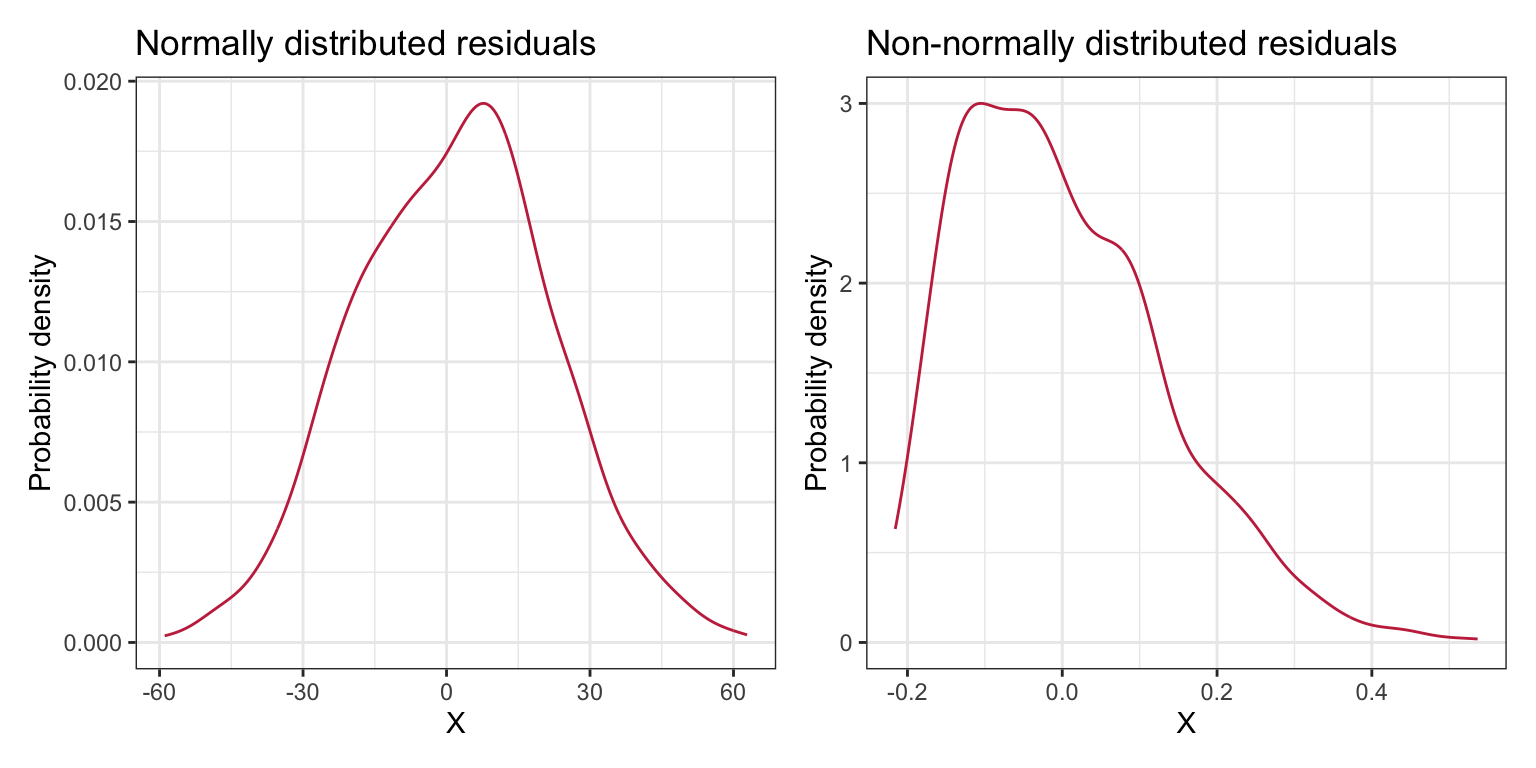 Normally distributed residuals
0.020
0.015
0.010
0.005
0.000
Probability density
-60 -30 0 30 60
X
Non-normally distributed residuals
3
2
1
0
Probability density
-0.2 0.0 0.2 0.4
X